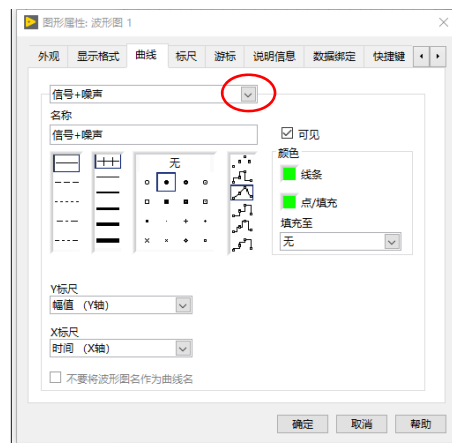 图形属性: 波形图 1
外观 显示格式 曲线 标尺 游标 说明信息 数据绑定 快捷键
信号+噪声
名称
信号+噪声
可见
无
颜色
线条
点/填充
填充至
无
Y标尺
幅值 (Y轴)
X标尺
时间 (X轴)
不要将波形图名作为曲线名
确定 取消 帮助